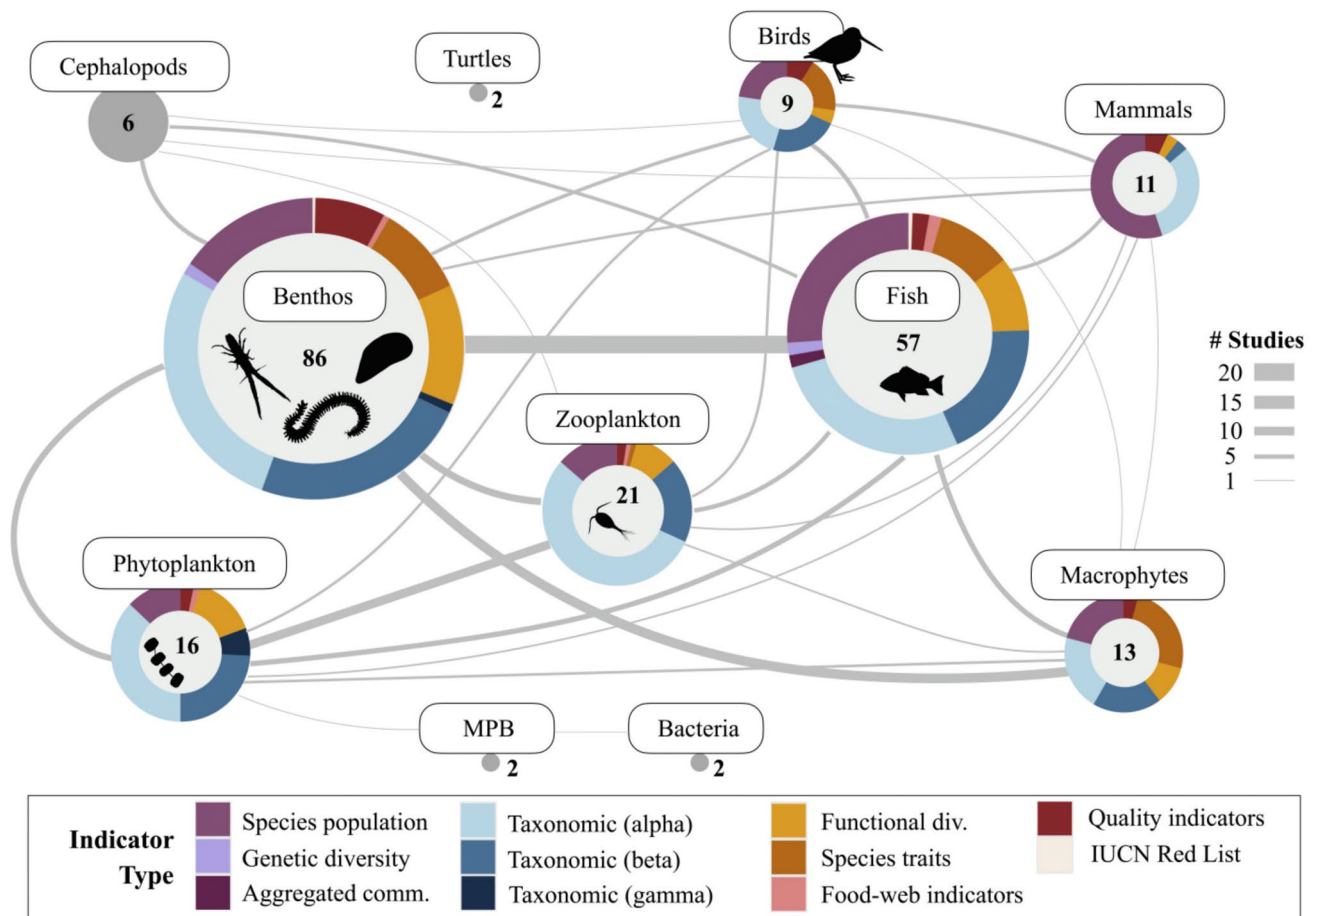 Cephalopods
6
Turtles
2
Birds
9
Mammals
11
Benthos
86
Fish
57
# Studies
20
15
10
5
1
Zooplankton
21
Phytoplankton
16
Macrophytes
13
MPB
2
Bacteria
2
Indicator
Type
Species population
Genetic diversity
Aggregated comm.
Taxonomic (alpha)
Taxonomic (beta)
Taxonomic (gamma)
Functional div.
Species traits
Food-web indicators
Quality indicators
IUCN Red List